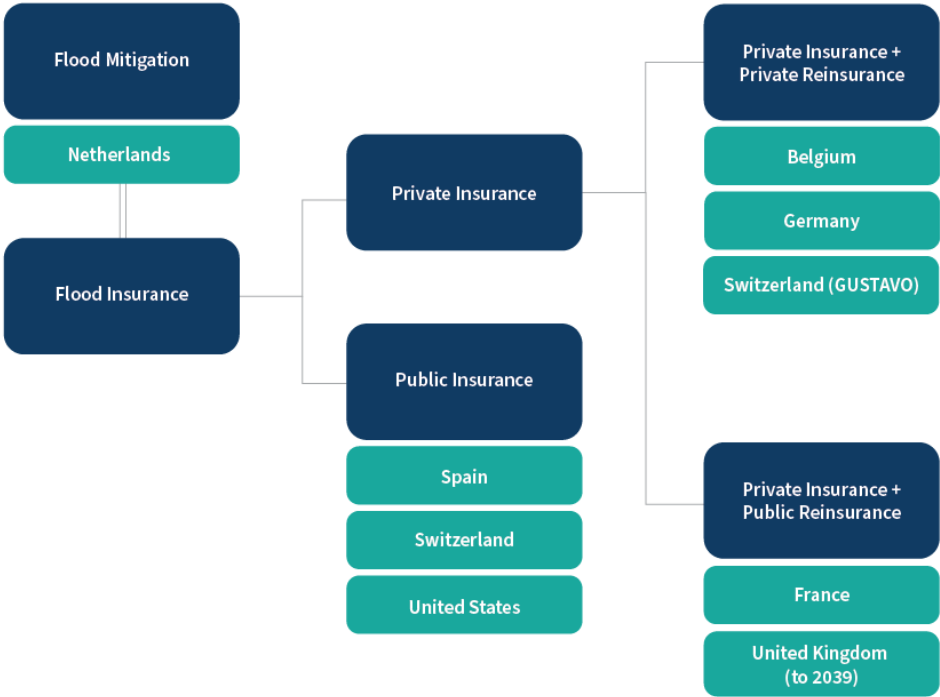 Flood Mitigation
Netherlands
Flood Insurance
Private Insurance
Public Insurance
Spain
Switzerland
United States
Private Insurance +
Private Reinsurance
Belgium
Germany
Switzerland (GUSTAVO)
Private Insurance +
Public Reinsurance
France
United Kingdom
(to 2039)